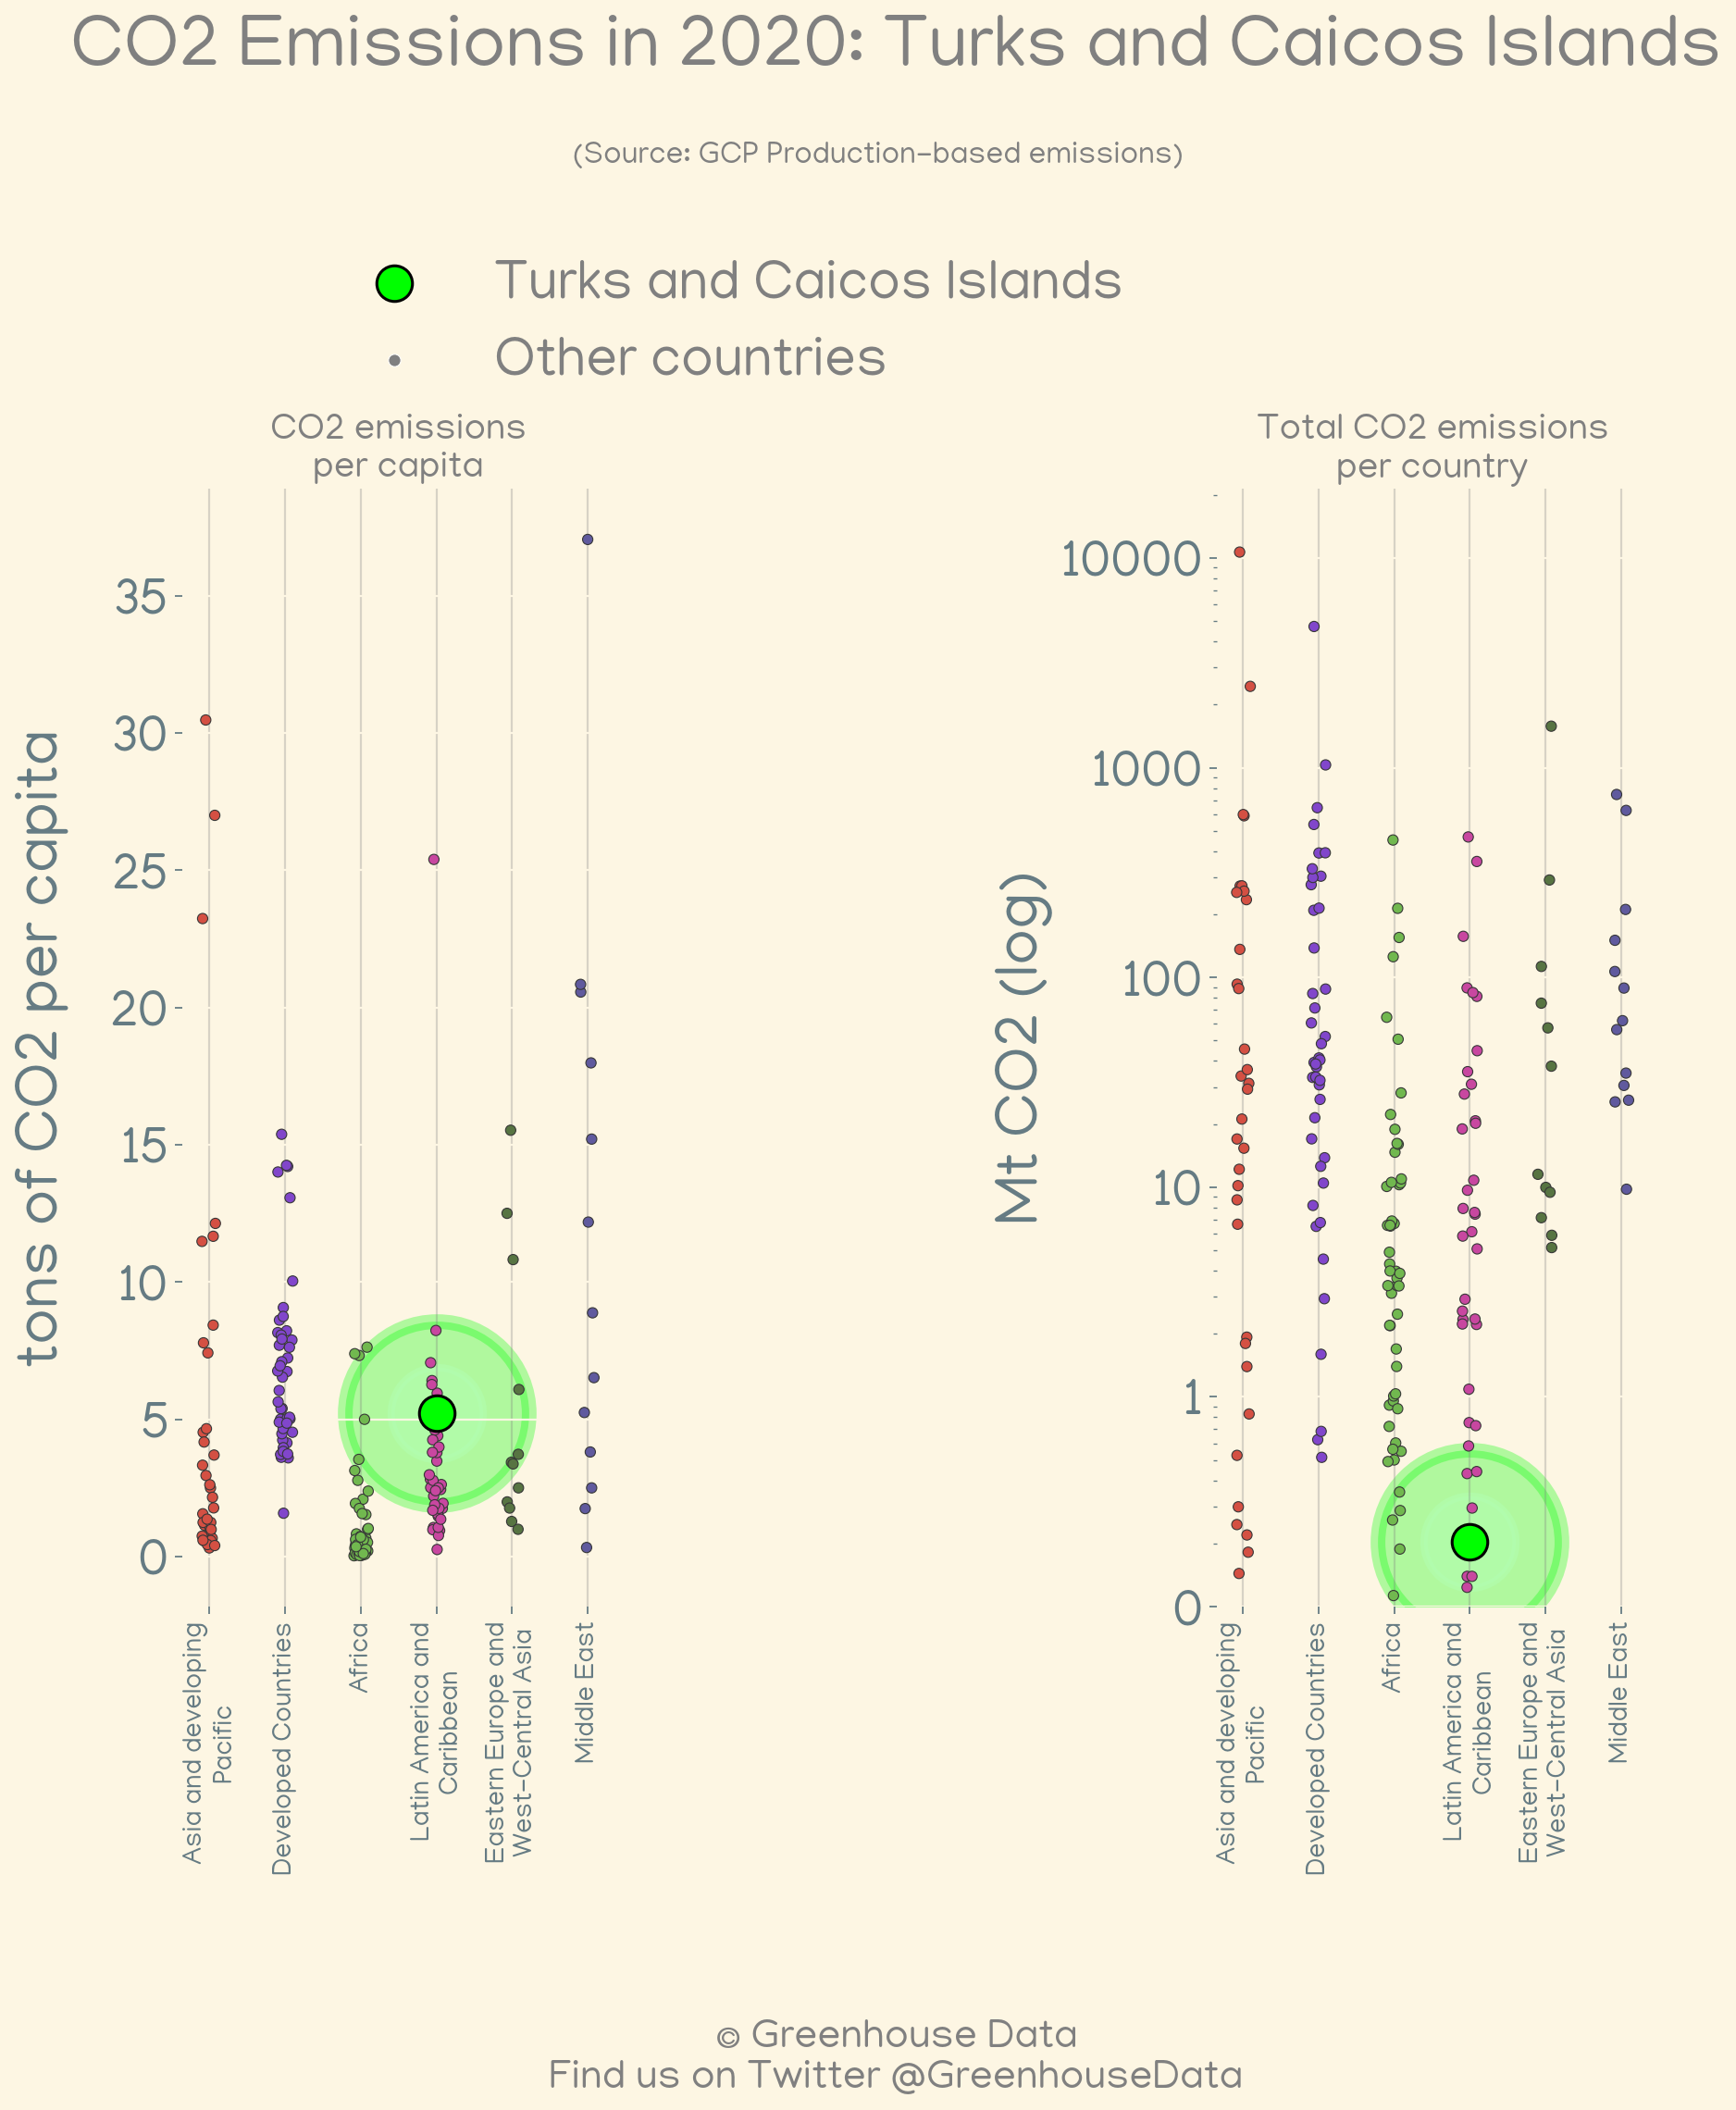 CO2 Emissions in 2020: Turks and Caicos Islands
(Source: GCP Production-based emissions)
Turks and Caicos Islands
Other countries
CO2 emissions
per capita
tons of CO2 per capita
35
30
25
20
15
10
5
0
Asia and developing
Pacific
Developed Countries
Africa
Latin America and
Caribbean
Eastern Europe and
West-Central Asia
Middle East
Total CO2 emissions
per country
Mt CO2 (log)
10000
1000
100
10
1
0
Asia and developing
Pacific
Developed Countries
Africa
Latin America and
Caribbean
Eastern Europe and
West-Central Asia
Middle East
© Greenhouse Data
Find us on Twitter @GreenhouseData